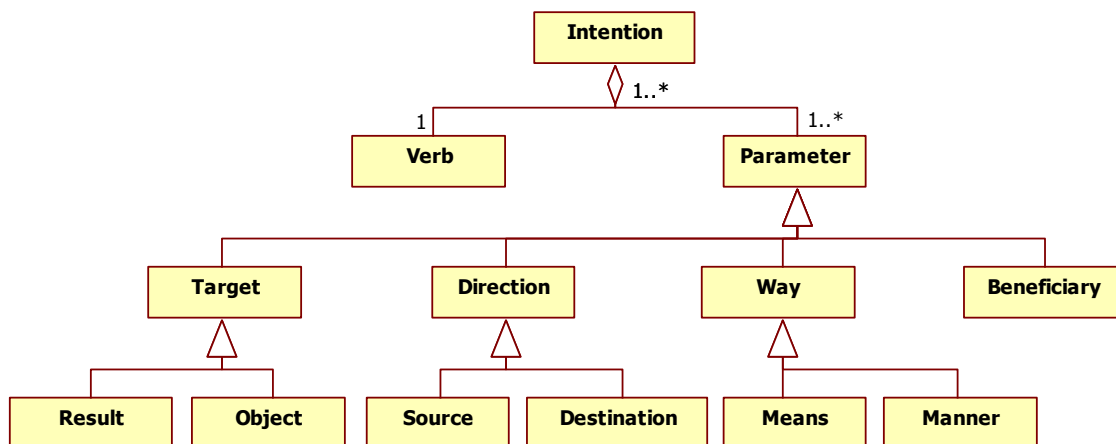 Intention
1..*
1
1..*
Verb
Parameter
Target
Direction
Way
Beneficiary
Result
Object
Source
Destination
Means
Manner